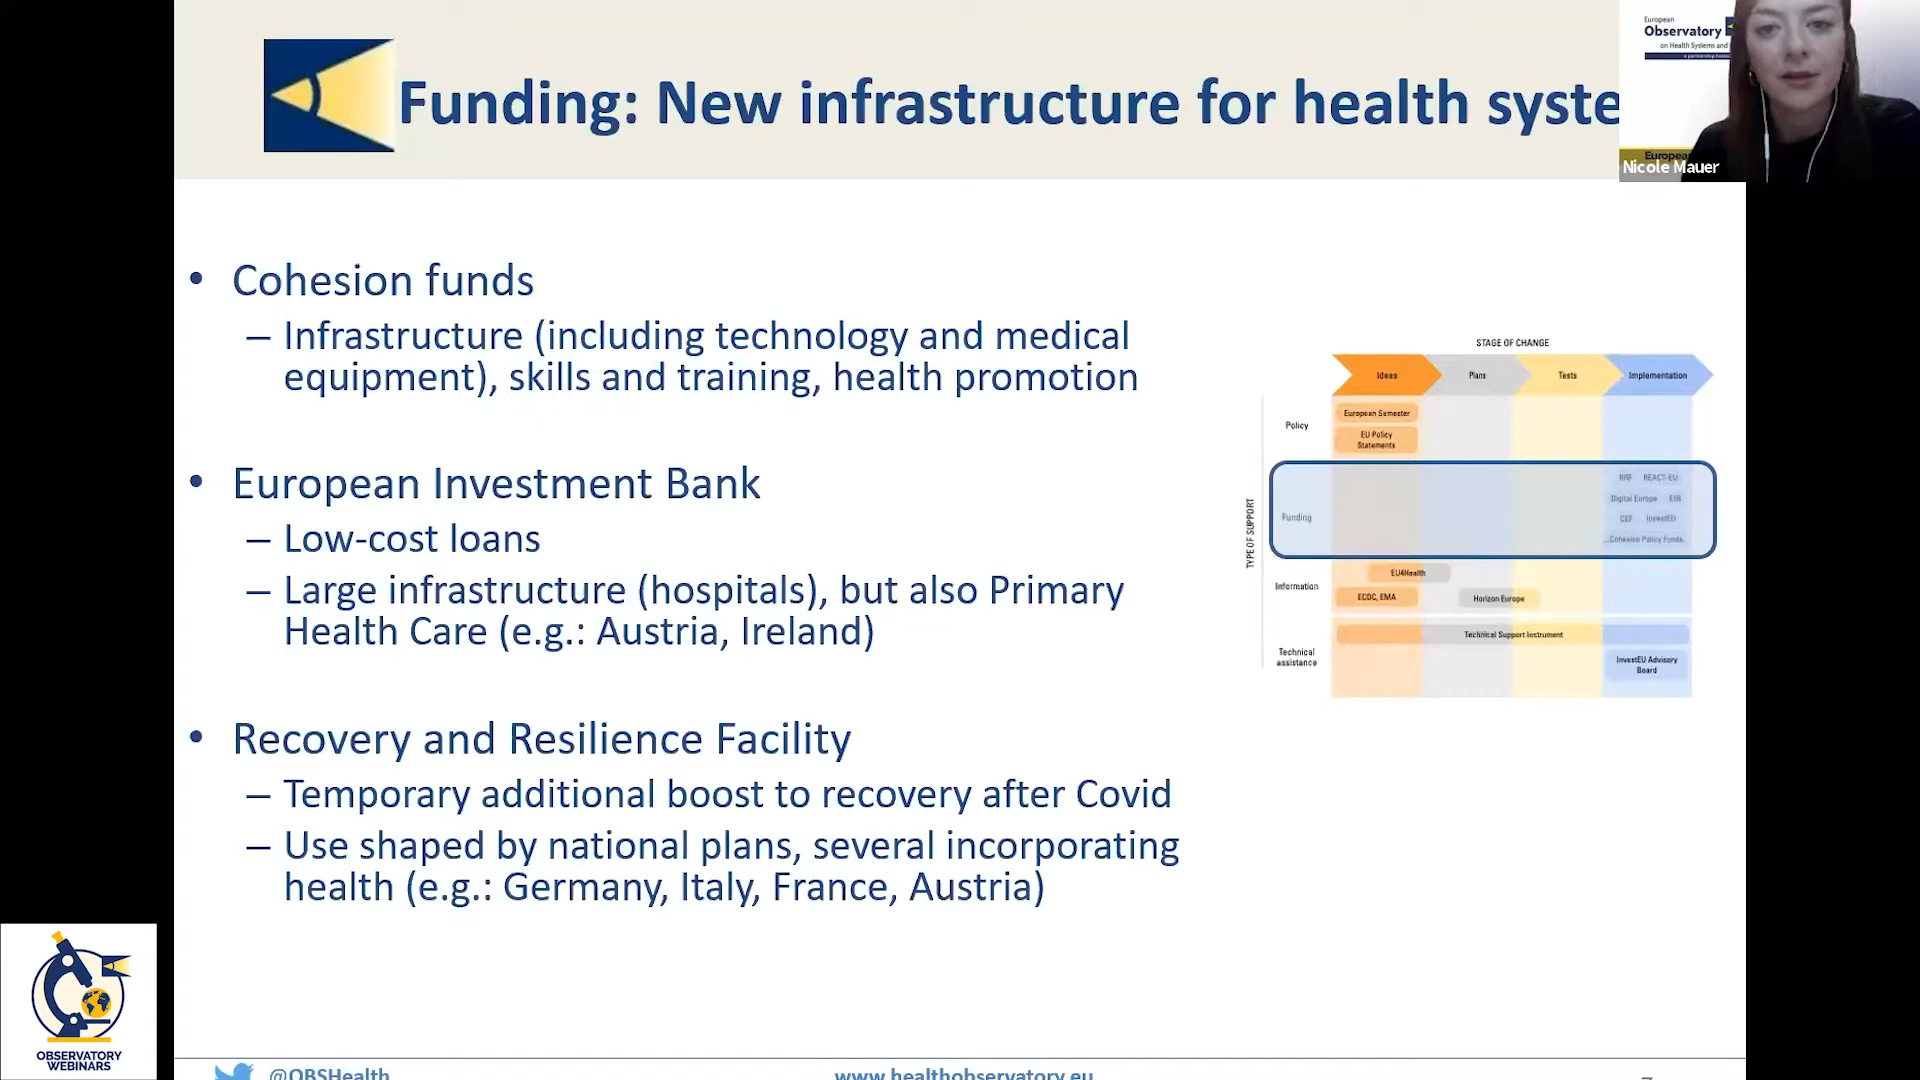 Funding: New infrastructure for health syste
European
Observatory
on Health Systems and
Nicole Mauer
• Cohesion funds
– Infrastructure (including technology and medical
equipment), skills and training, health promotion
• European Investment Bank
– Low-cost loans
– Large infrastructure (hospitals), but also Primary
Health Care (e.g.: Austria, Ireland)
• Recovery and Resilience Facility
– Temporary additional boost to recovery after Covid
– Use shaped by national plans, several incorporating
health (e.g.: Germany, Italy, France, Austria)
STAGE OF CHANGE
Ideas Plans Tests Implementation
TYPE OF SUPPORT
Policy
European Semester
EU Policy
Statements
Funding
RRF REACT-EU
Digital Europe EIB
CEF InvestEU
Cohesion Policy Funds
Information
EU4Health
ECDC, EMA
Horizon Europe
Technical
assistance
Technical Support Instrument
InvestEU Advisory
Board
OBSERVATORY
WEBINARS
@OBSHealth
www.healthobservatory.eu